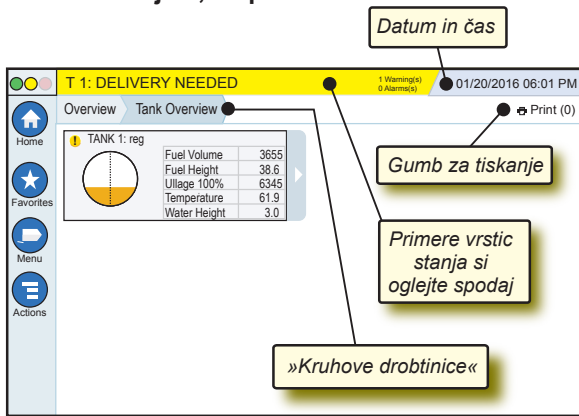 Datum in čas
T 1: DELIVERY NEEDED
1 Warning(s)
0 Alarms(s)
01/20/2016 06:01 PM
Overview
Tank Overview
Print (0)
Home
TANK 1: reg
Fuel Volume 3655
Fuel Height 38.6
Ullage 100% 6345
Temperature 61.9
Water Height 3.0
Gumb za tiskanje
Favorites
Menu
Actions
Primere vrstic
stanja si
oglejte spodaj
»Kruhove drobtinice«